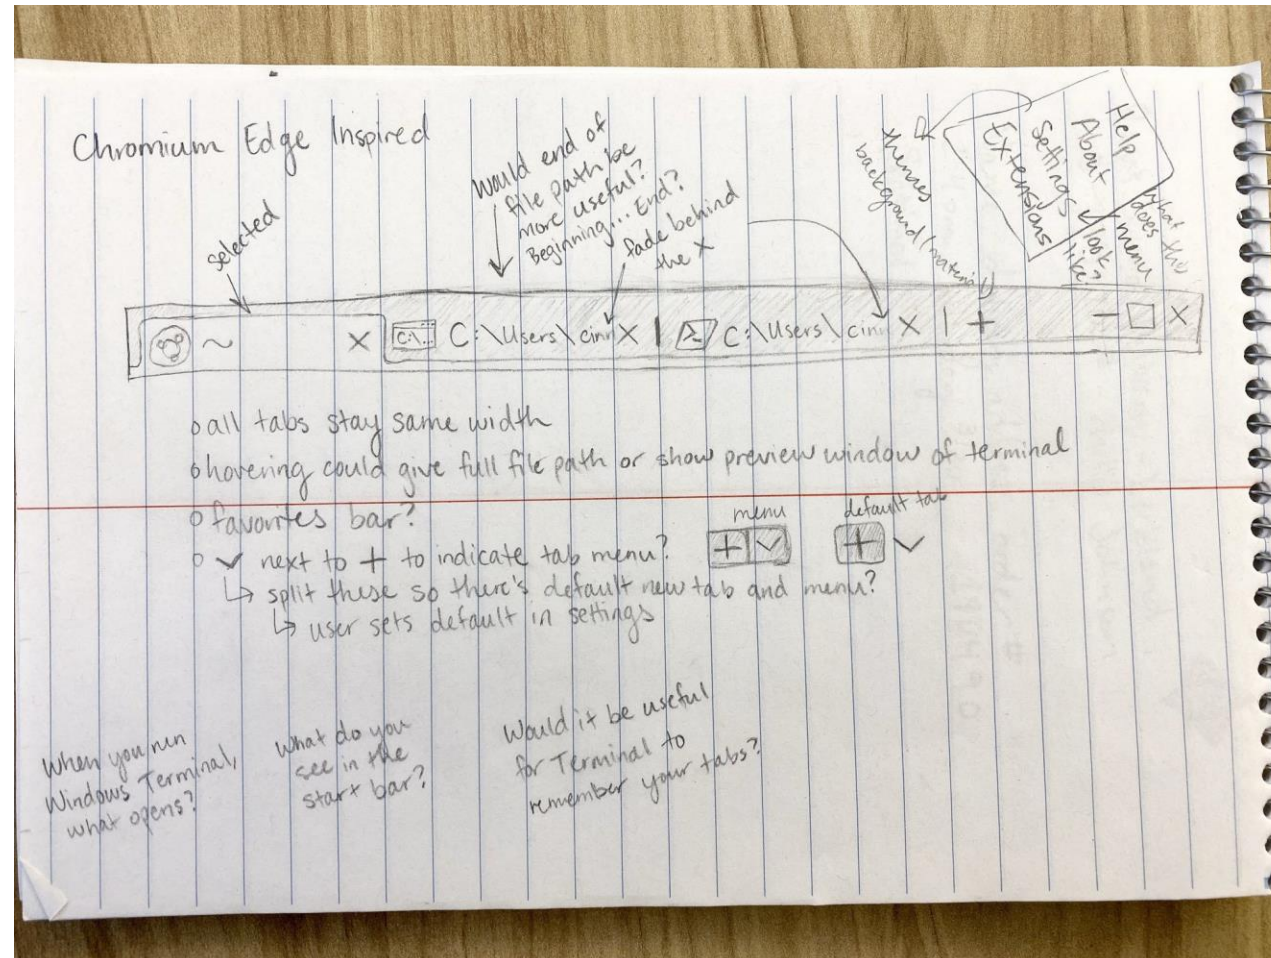 Chromium Edge Inspired
selected
Would end of
file path be
more useful?
Beginning... End?
fade behind
the X
themes
background (material)
Help
About
Settings
Extensions
what
does this
menu
look
like?
~ X C:\.. C:\Users\cin X | >_ C:\Users\cin X | + — □ X
all tabs stay same width
hovering could give full file path or show preview window of terminal
favorites bar?
✓ next to + to indicate tab menu?
menu
default tab
↳ split these so there's default new tab and menu?
↳ user sets default in settings
When you run
Windows Terminal,
what opens?
What do you
see in the
start bar?
Would it be useful
for Terminal to
remember your tabs?